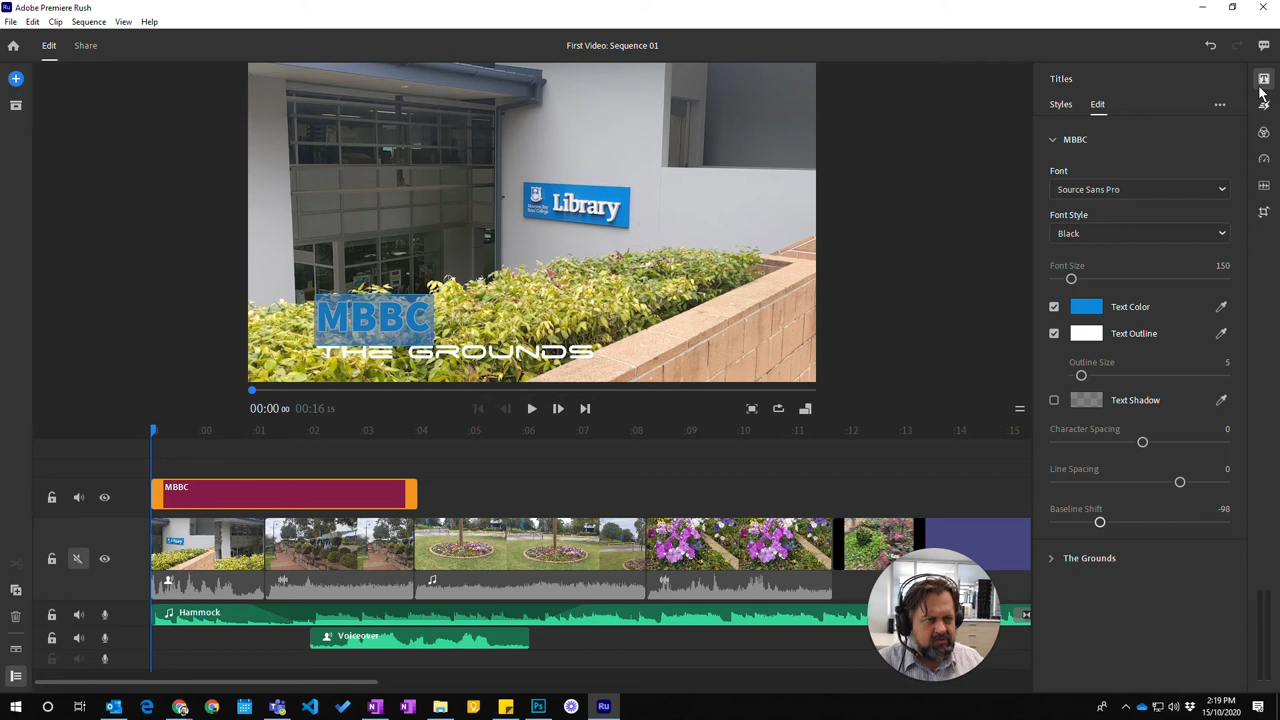 Ru Adobe Premiere Rush
File Edit Clip Sequence View Help
Edit Share First Video: Sequence 01
Titles
Styles Edit
MBBC
Font
Source Sans Pro
Font Style
Black
Font Size 150
Text Color
Text Outline
Outline Size 5
Text Shadow
Character Spacing 0
Line Spacing 0
Baseline Shift -98
The Grounds
Library
MBBC
THE GROUNDS
00:00 00 00:16 15
:00 :01 :02 :03 :04 :05 :06 :07 :08 :09 :10 :11 :12 :13 :14 :15
MBBC
Library
Hammock
Voiceover
Ps Ru
2:19 PM
15/10/2020